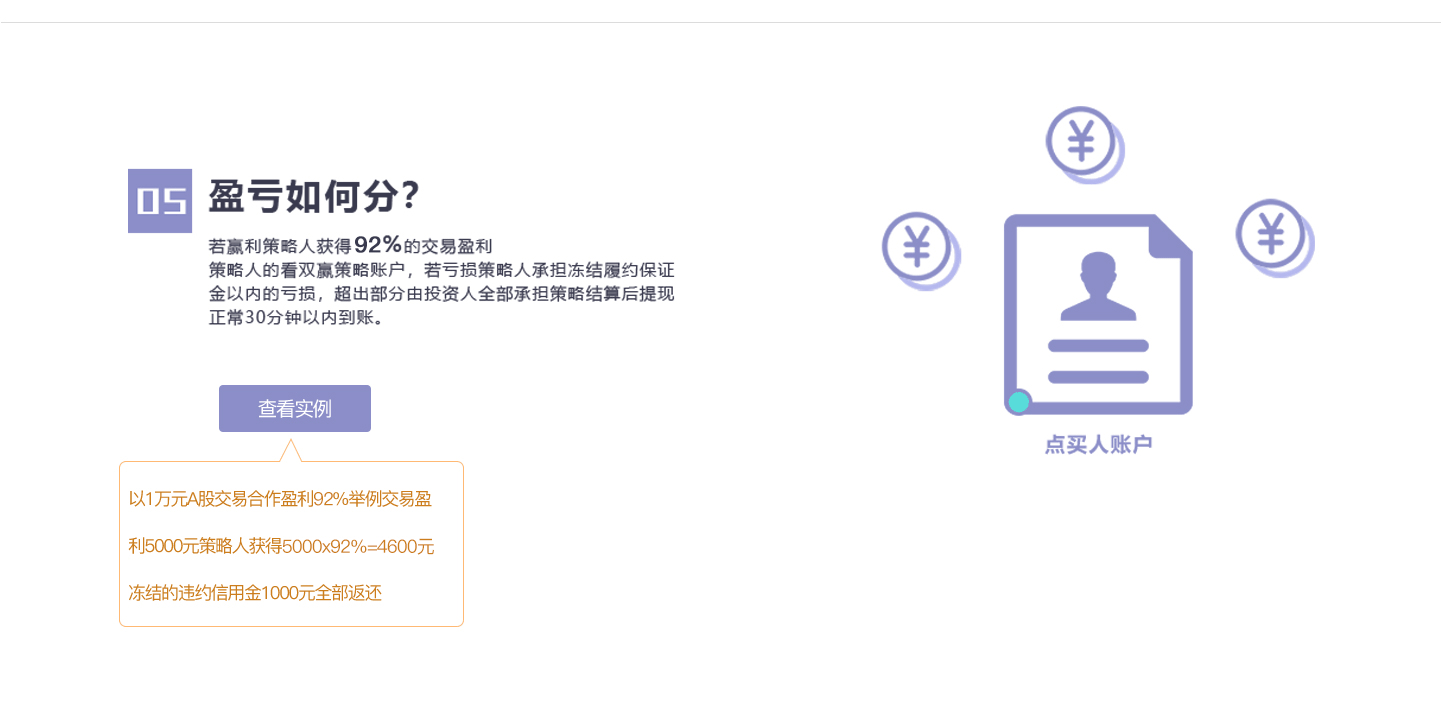 05
盈亏如何分?
若赢利策略人获得92%的交易盈利
策略人的看双赢策略账户，若亏损策略人承担冻结履约保证
金以内的亏损，超出部分由投资人全部承担策略结算后提现
正常30分钟以内到账。
查看实例
以1万元A股交易合作盈利92%举例交易盈
利5000元策略人获得5000x92%=4600元
冻结的违约信用金1000元全部返还
¥
¥
¥
点买人账户